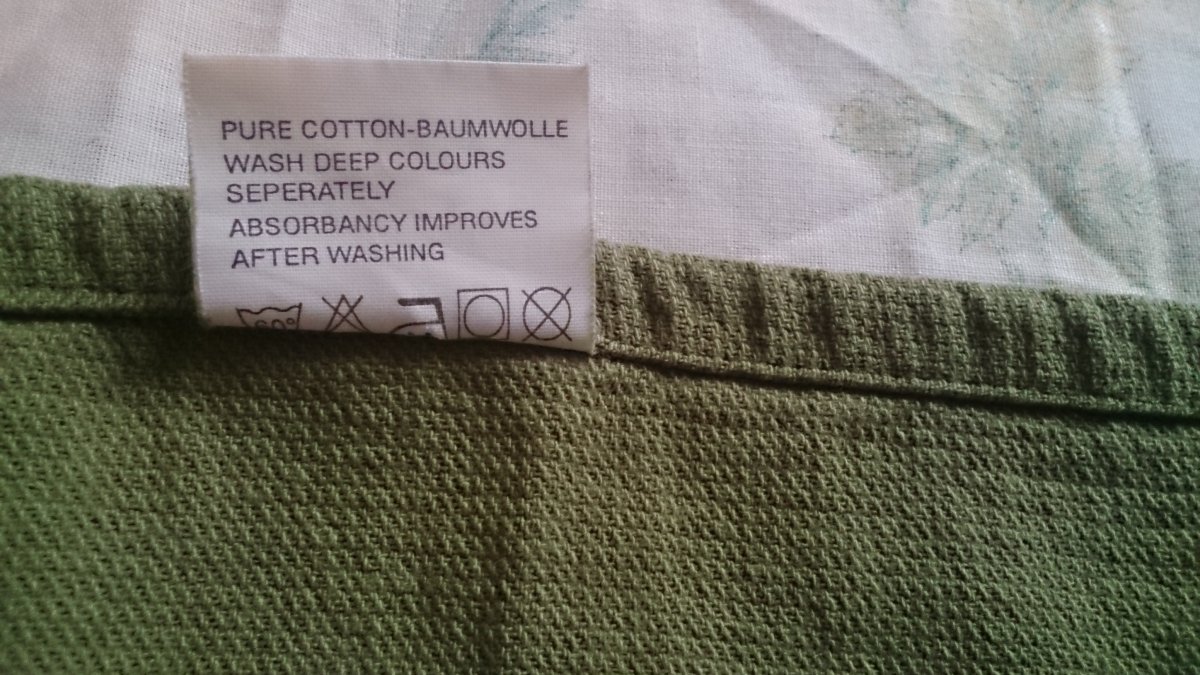 PURE COTTON-BAUMWOLLE
WASH DEEP COLOURS
SEPERATELY
ABSORBANCY IMPROVES
AFTER WASHING
60°